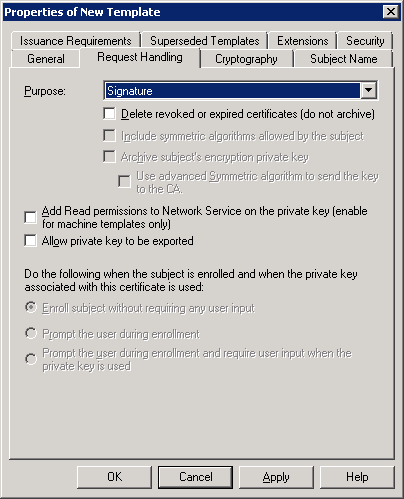 Properties of New Template
Issuance Requirements
Superseded Templates
Extensions
Security
General
Request Handling
Cryptography
Subject Name
Purpose:
Signature
Delete revoked or expired certificates (do not archive)
Include symmetric algorithms allowed by the subject
Archive subject's encryption private key
Use advanced Symmetric algorithm to send the key
to the CA.
Add Read permissions to Network Service on the private key (enable
for machine templates only)
Allow private key to be exported
Do the following when the subject is enrolled and when the private key
associated with this certificate is used:
Enroll subject without requiring any user input
Prompt the user during enrollment
Prompt the user during enrollment and require user input when the
private key is used
OK
Cancel
Apply
Help